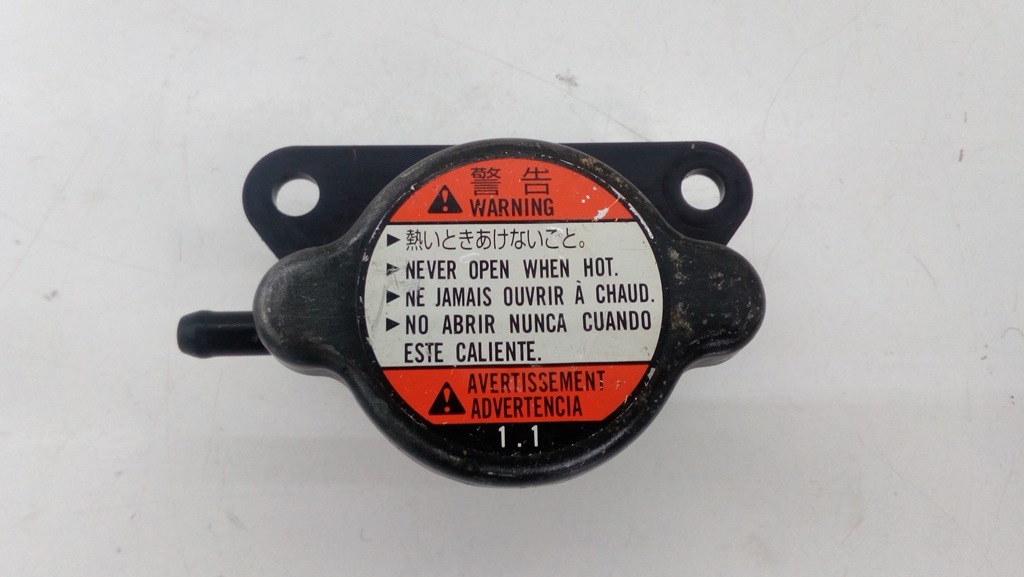 警告
WARNING
▶熱いときあけないこと。
▶NEVER OPEN WHEN HOT.
▶NE JAMAIS OUVRIR À CHAUD.
▶NO ABRIR NUNCA CUANDO
ESTE CALIENTE.
AVERTISSEMENT
ADVERTENCIA
1.1